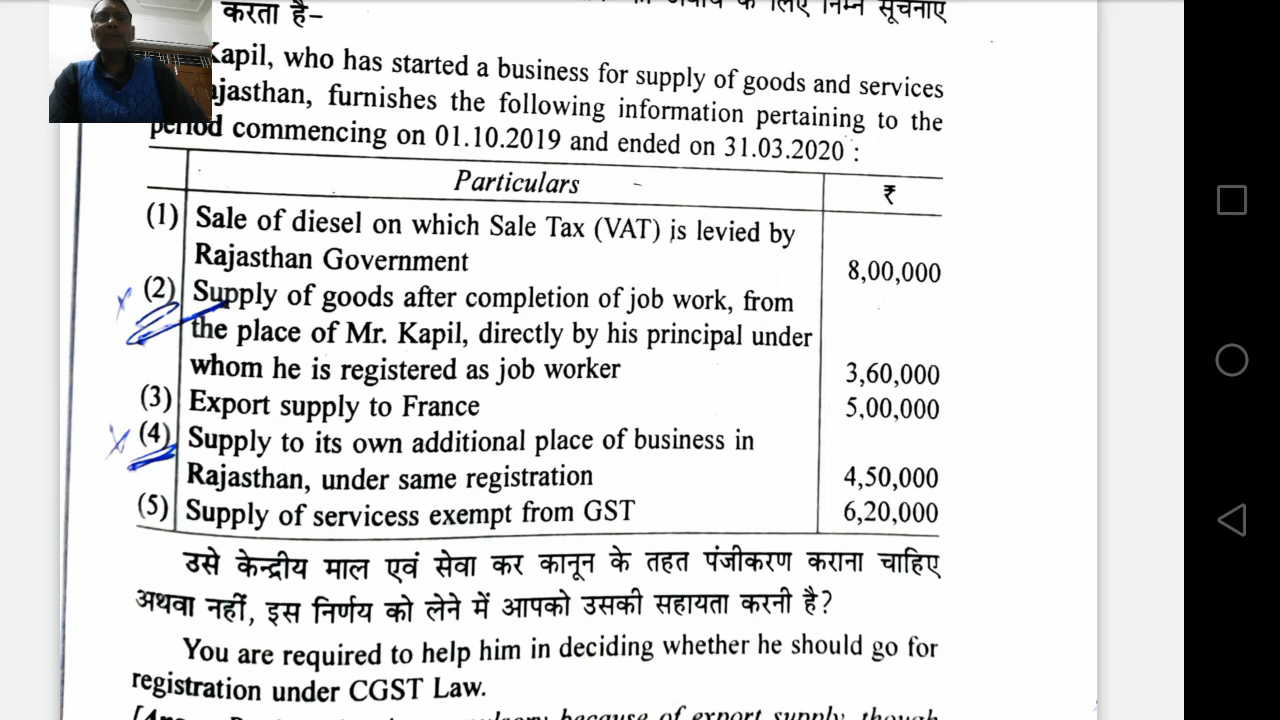 के लिए निम्न सूचनाएं
करता है–
Kapil, who has started a business for supply of goods and services
ajasthan, furnishes the following information pertaining to the
period commencing on 01.10.2019 and ended on 31.03.2020 :
Particulars ₹
(1) Sale of diesel on which Sale Tax (VAT) is levied by
Rajasthan Government 8,00,000
(2) Supply of goods after completion of job work, from
the place of Mr. Kapil, directly by his principal under
whom he is registered as job worker 3,60,000
(3) Export supply to France 5,00,000
(4) Supply to its own additional place of business in
Rajasthan, under same registration 4,50,000
(5) Supply of servicess exempt from GST 6,20,000
उसे केन्द्रीय माल एवं सेवा कर कानून के तहत पंजीकरण कराना चाहिए
अथवा नहीं, इस निर्णय को लेने में आपको उसकी सहायता करनी है?
You are required to help him in deciding whether he should go for
registration under CGST Law.
because of export supply, though